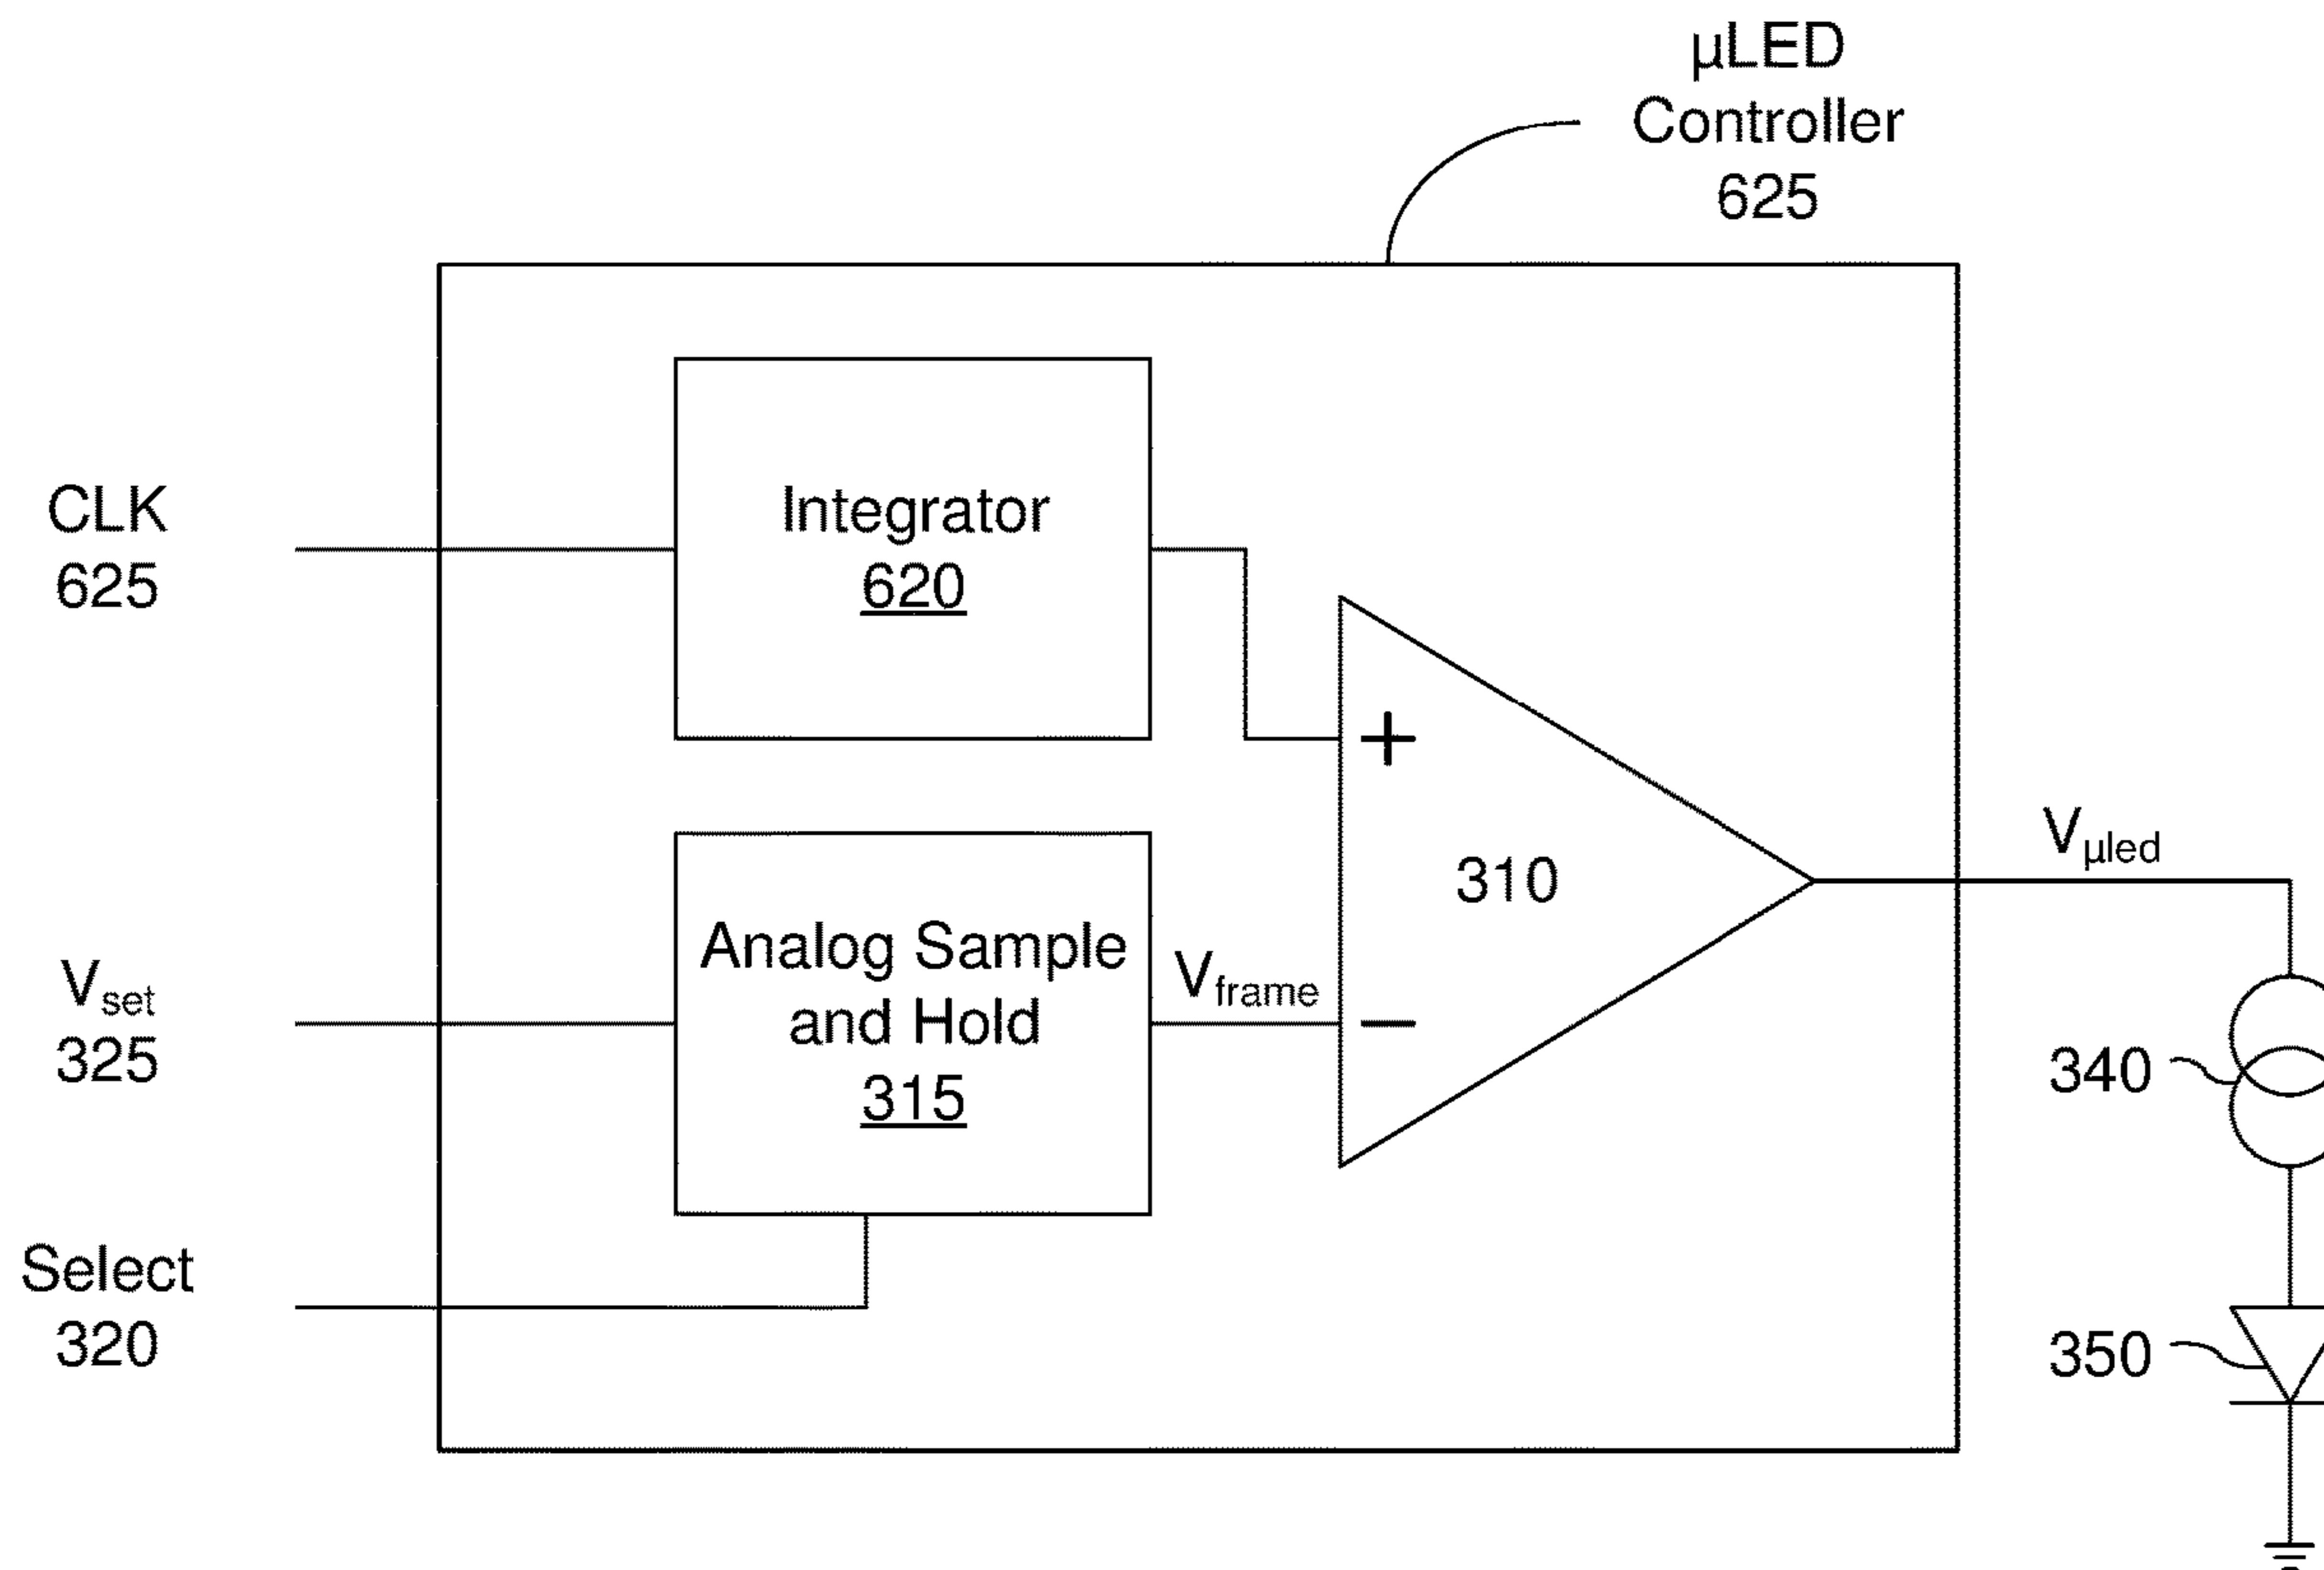 µLED
Controller
625
CLK
625
Integrator
620
+
310
Vµled
Analog Sample
and Hold
315
Vframe
−
Vset
325
340
Select
320
350